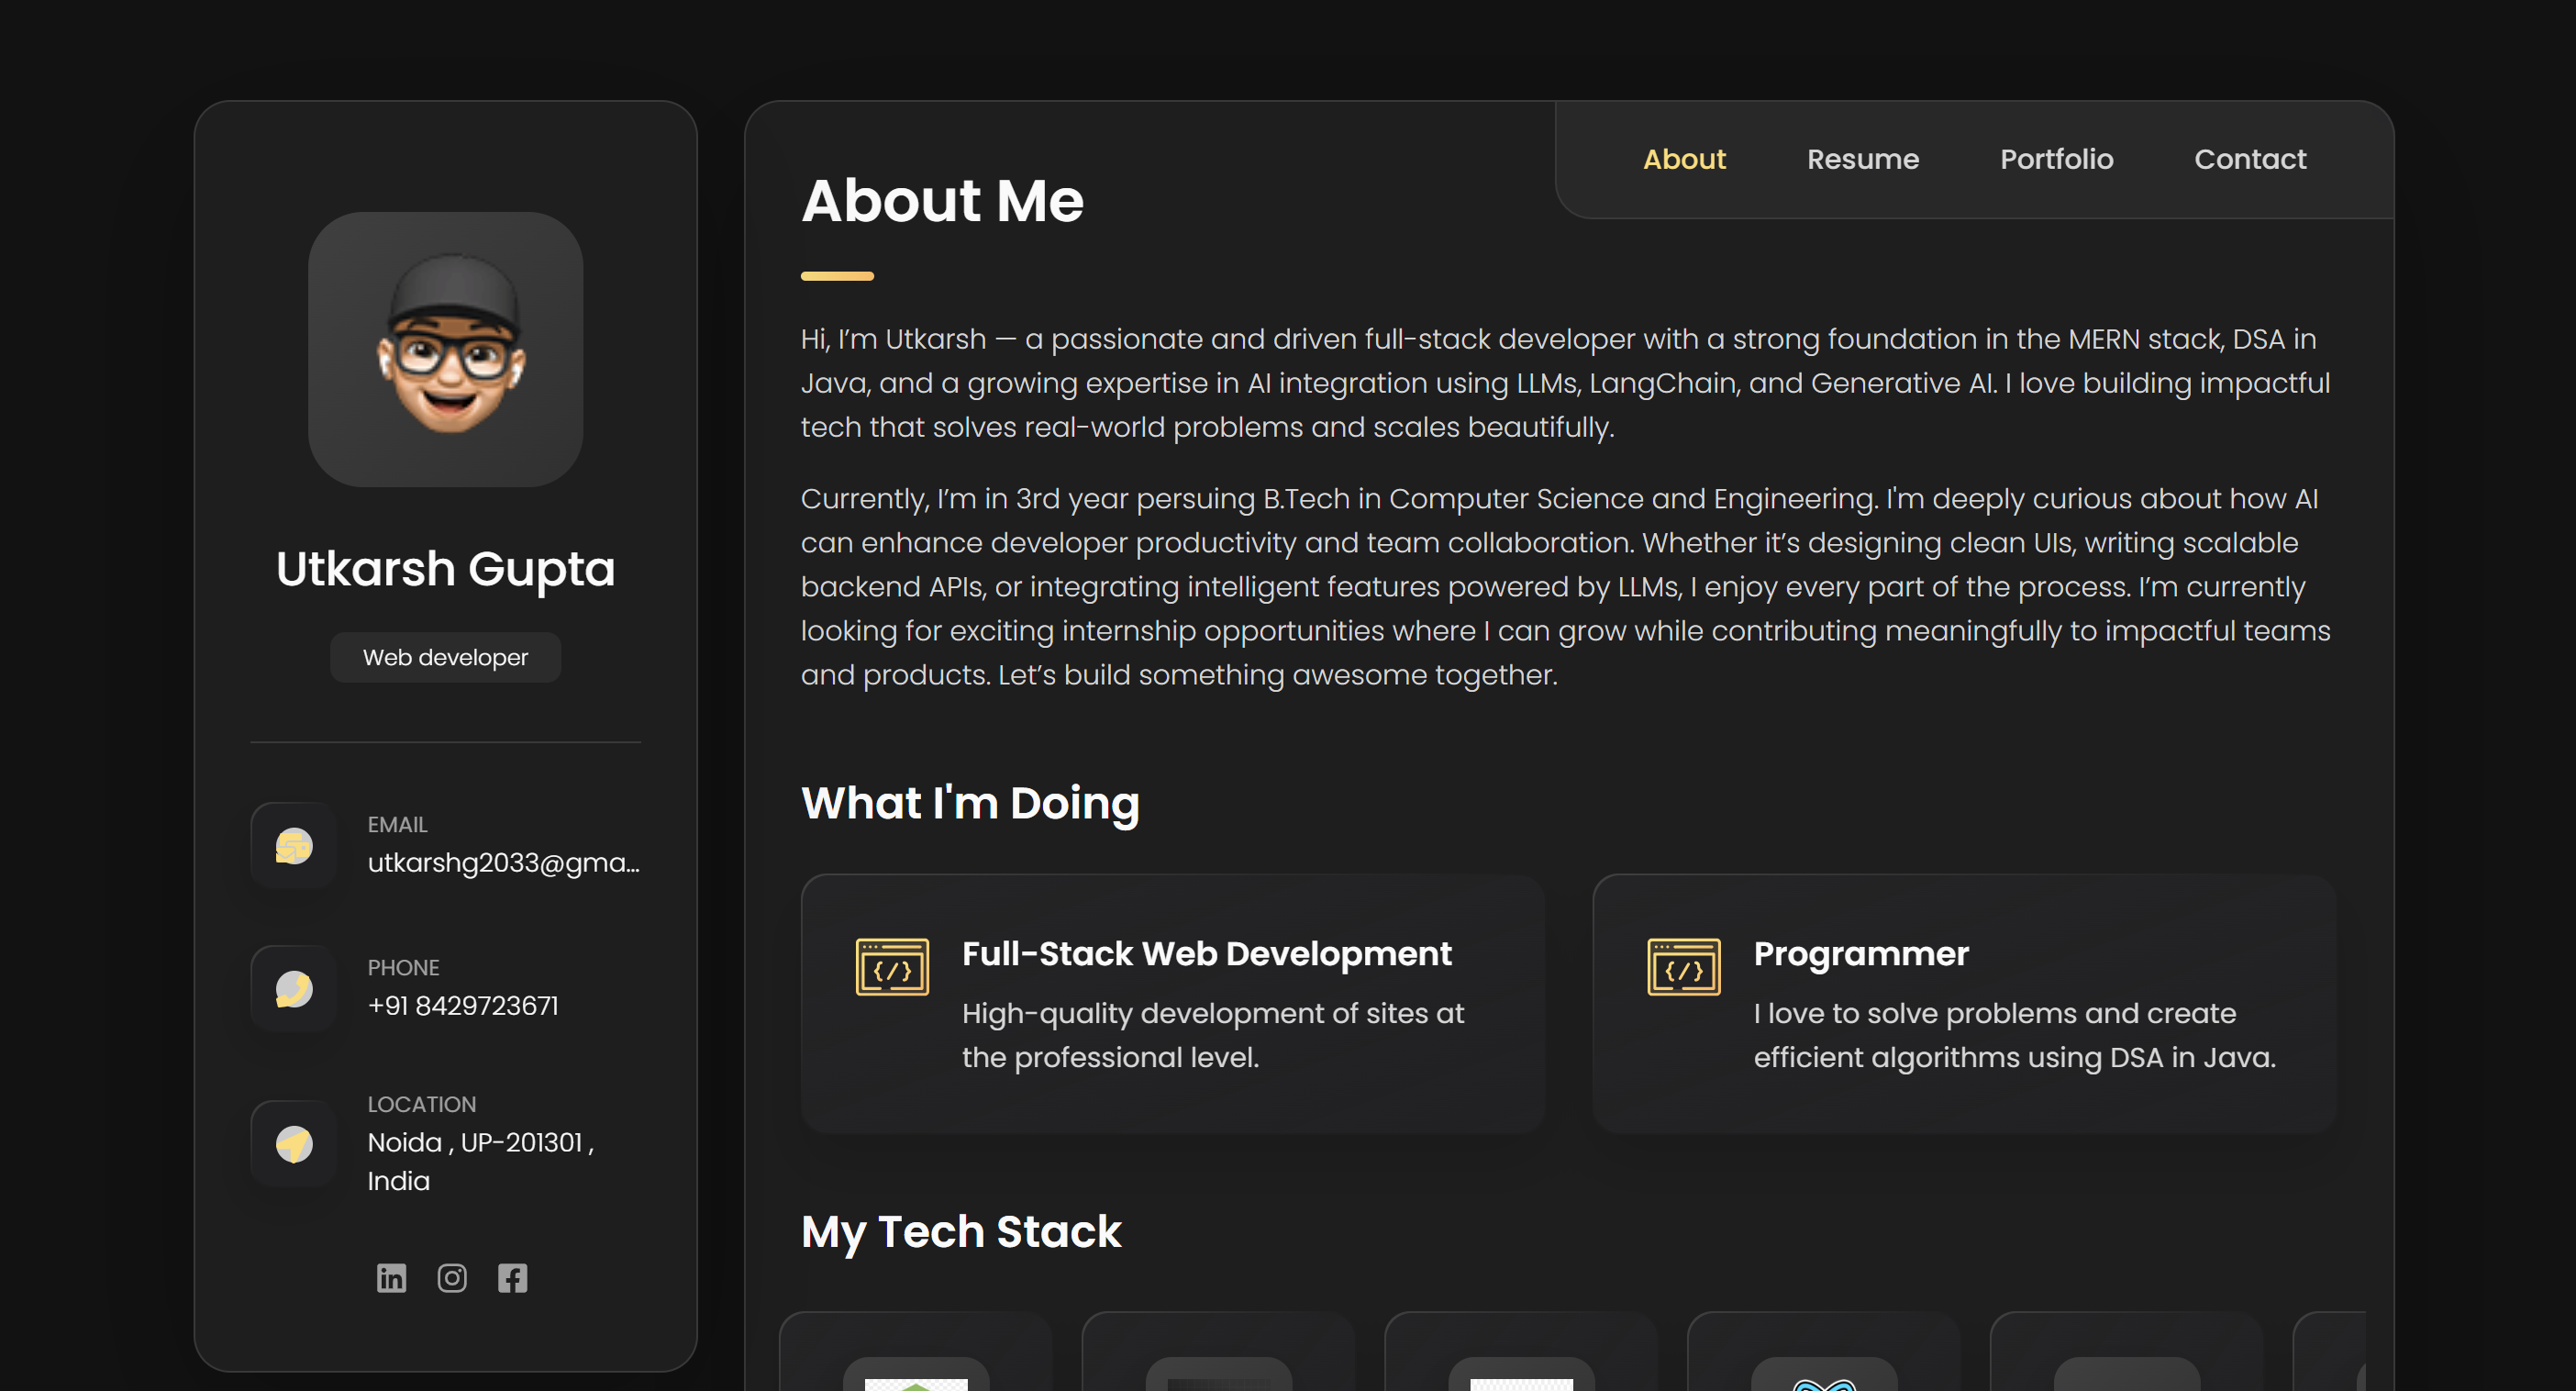 Utkarsh Gupta
Web developer
EMAIL
utkarshg2033@gma...
PHONE
+91 8429723671
LOCATION
Noida , UP-201301 ,
India
About Resume Portfolio Contact
About Me
Hi, I’m Utkarsh — a passionate and driven full-stack developer with a strong foundation in the MERN stack, DSA in
Java, and a growing expertise in AI integration using LLMs, LangChain, and Generative AI. I love building impactful
tech that solves real-world problems and scales beautifully.
Currently, I’m in 3rd year persuing B.Tech in Computer Science and Engineering. I'm deeply curious about how AI
can enhance developer productivity and team collaboration. Whether it’s designing clean UIs, writing scalable
backend APIs, or integrating intelligent features powered by LLMs, I enjoy every part of the process. I’m currently
looking for exciting internship opportunities where I can grow while contributing meaningfully to impactful teams
and products. Let’s build something awesome together.
What I'm Doing
Full-Stack Web Development
High-quality development of sites at
the professional level.
Programmer
I love to solve problems and create
efficient algorithms using DSA in Java.
My Tech Stack